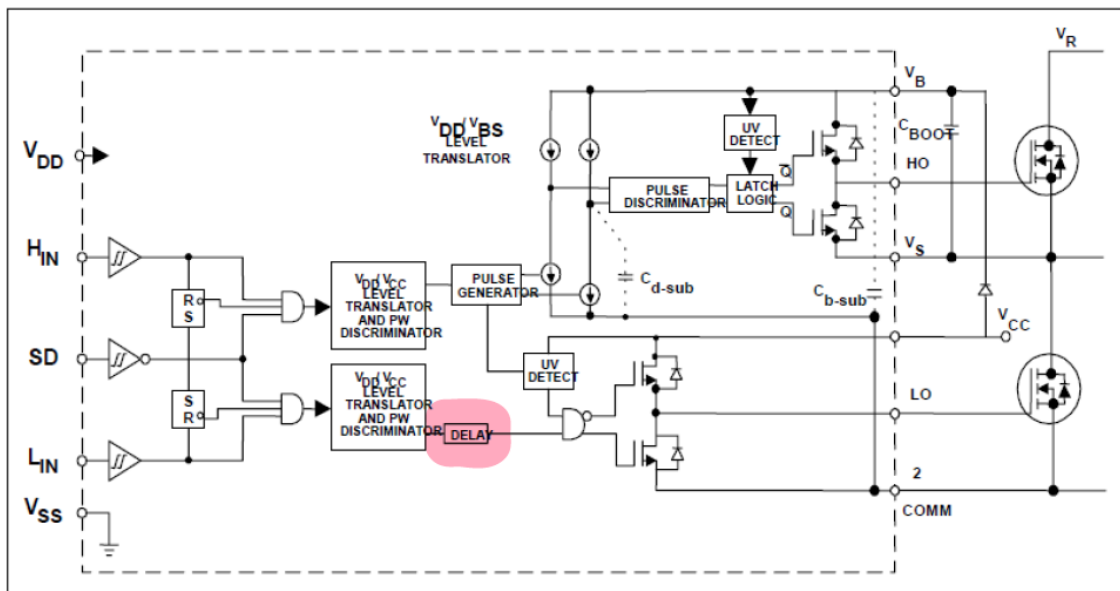 V_R
V_B
V_DD/V_BS
LEVEL
TRANSLATOR
UV
DETECT
C_BOOT
V_DD
HO
PULSE
DISCRIMINATOR
LATCH
LOGIC
Q
Q
V_S
H_IN
R
S
V_DD/V_CC
LEVEL
TRANSLATOR
AND PW
DISCRIMINATOR
PULSE
GENERATOR
C_d-sub
C_b-sub
V_CC
SD
UV
DETECT
S
R
V_DD/V_CC
LEVEL
TRANSLATOR
AND PW
DISCRIMINATOR
DELAY
LO
L_IN
2
V_SS
COMM